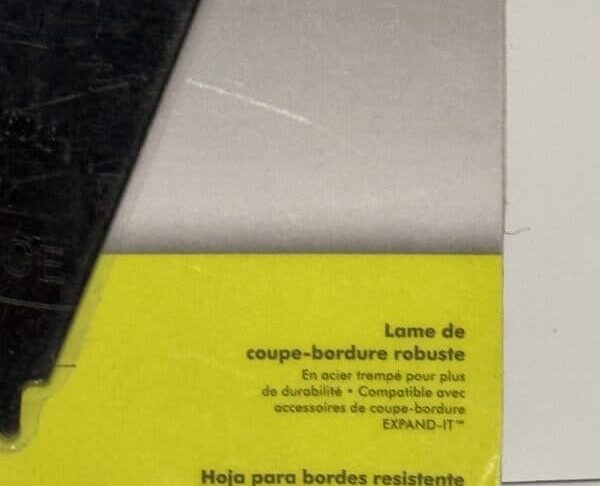 OE
Lame de
coupe-bordure robuste
En acier trempé pour plus
de durabilité • Compatible avec
accessoires de coupe-bordure
EXPAND-IT™
Hoja para bordes resistente